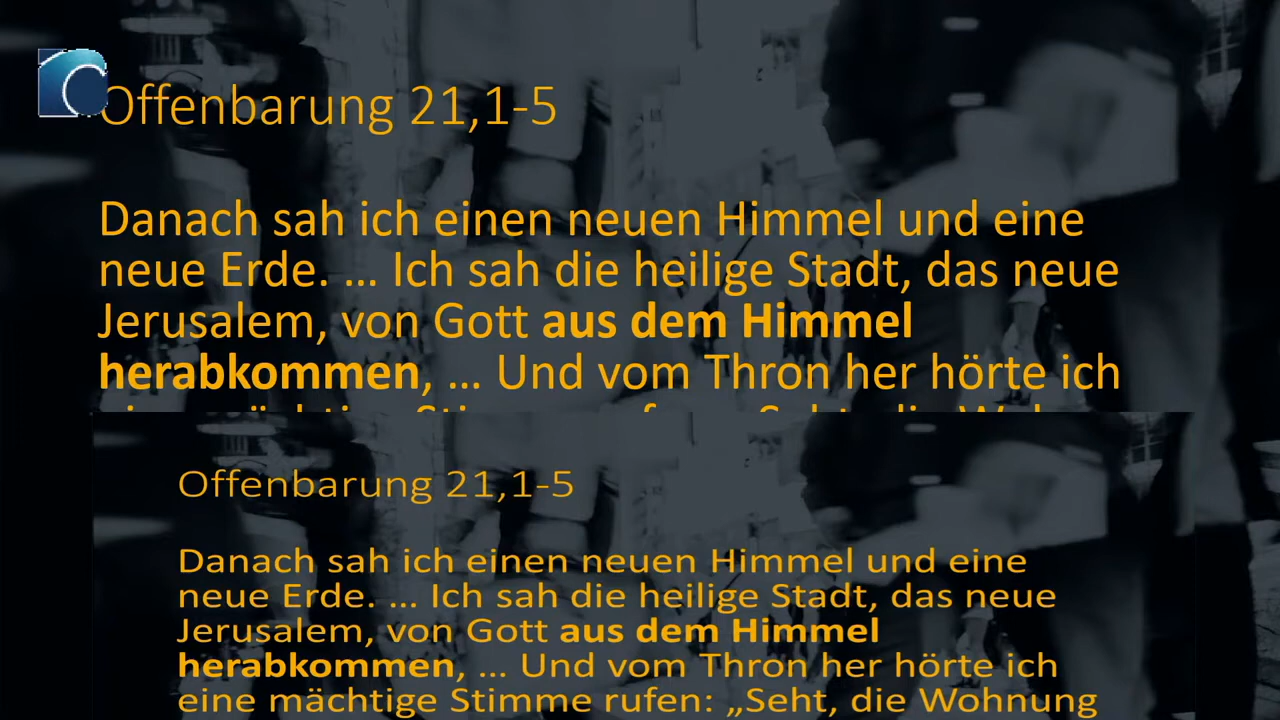 Offenbarung 21,1-5
Danach sah ich einen neuen Himmel und eine
neue Erde. ... Ich sah die heilige Stadt, das neue
Jerusalem, von Gott aus dem Himmel
herabkommen, ... Und vom Thron her hörte ich
Offenbarung 21,1-5
Danach sah ich einen neuen Himmel und eine
neue Erde. ... Ich sah die heilige Stadt, das neue
Jerusalem, von Gott aus dem Himmel
herabkommen, ... Und vom Thron her hörte ich
eine mächtige Stimme rufen: „Seht, die Wohnung